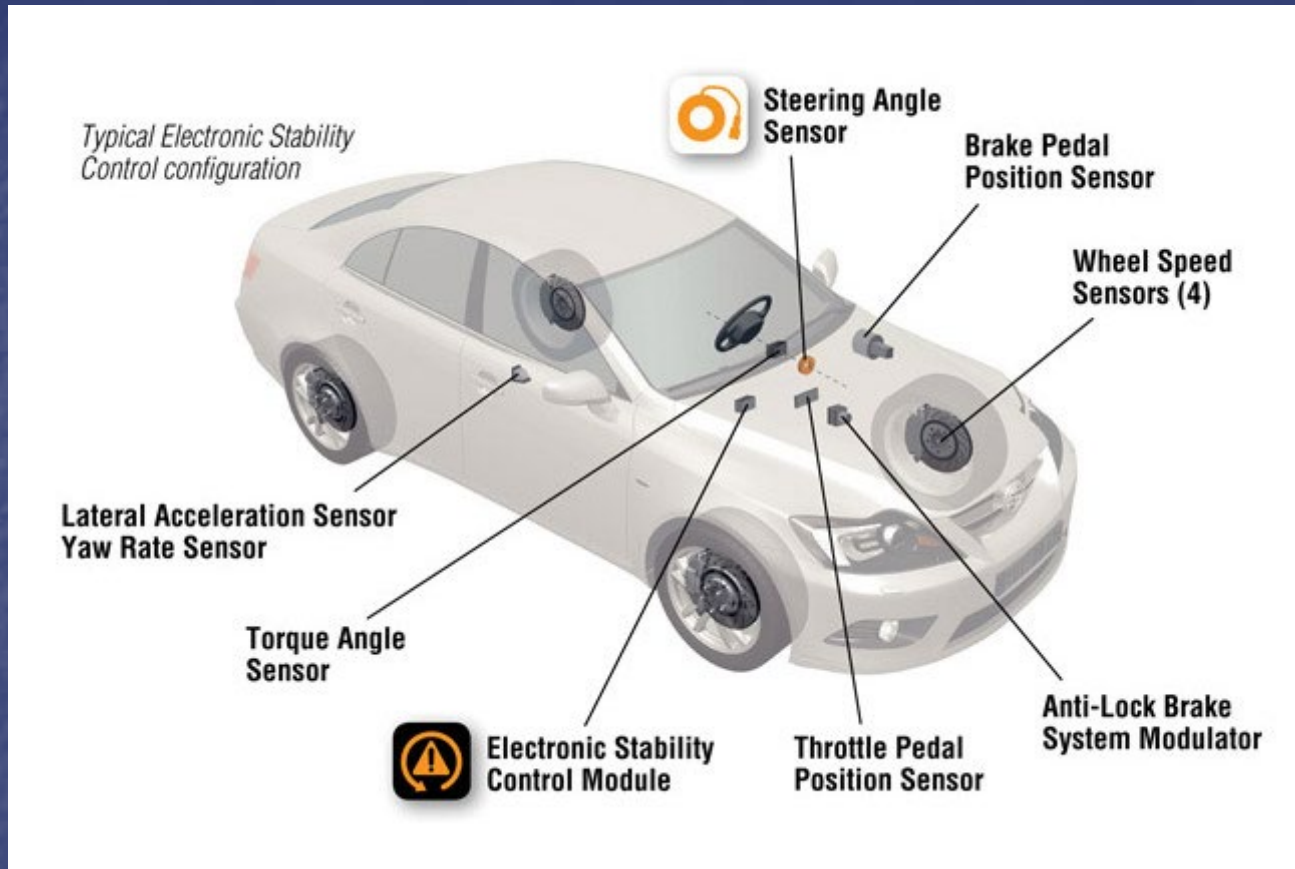 Typical Electronic Stability
Control configuration
Steering Angle
Sensor
Brake Pedal
Position Sensor
Wheel Speed
Sensors (4)
Lateral Acceleration Sensor
Yaw Rate Sensor
Torque Angle
Sensor
Electronic Stability
Control Module
Throttle Pedal
Position Sensor
Anti-Lock Brake
System Modulator